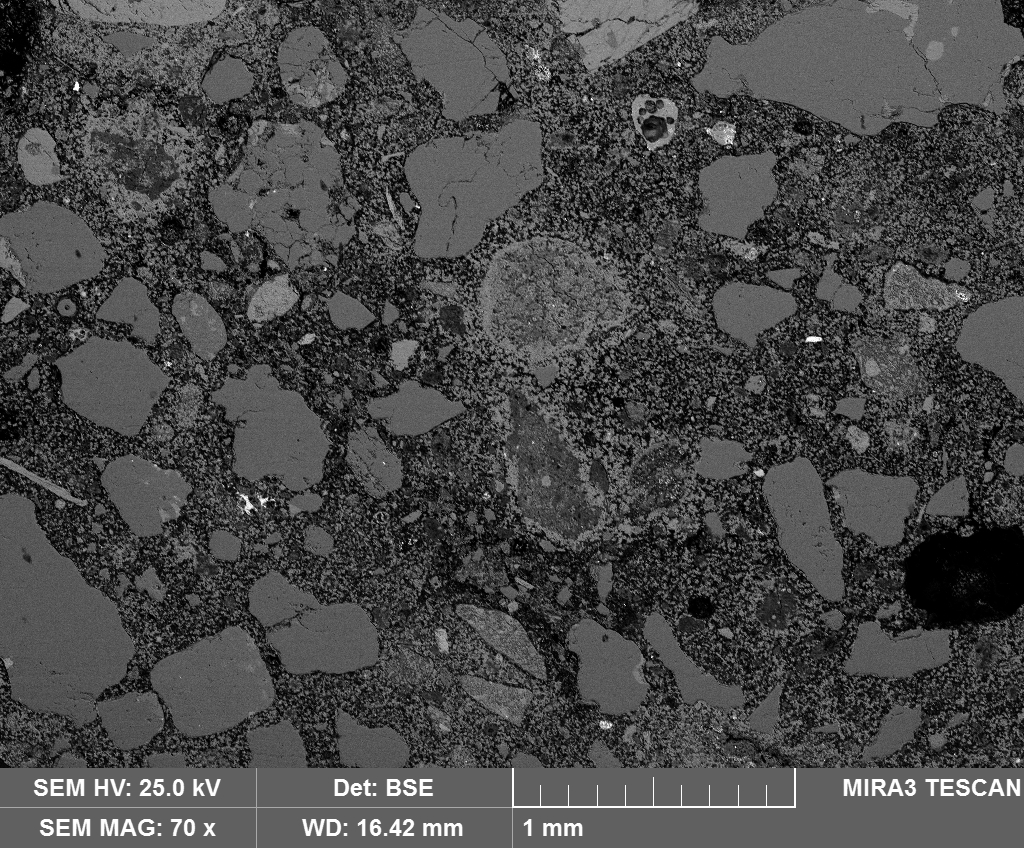 SEM HV: 25.0 kV Det: BSE MIRA3 TESCAN
SEM MAG: 70 x WD: 16.42 mm 1 mm